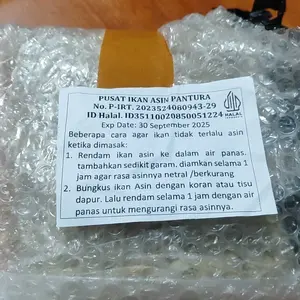 PUSAT IKAN ASIN PANTURA
No. P-IRT. 2023524080943-29
ID Halal. ID35110020850051224
HALAL
Exp Date: 30 September 2025
Beberapa cara agar ikan tidak terlalu asin
ketika dimasak:
1. Rendam ikan asin ke dalam air panas.
tambahkan sedikit garam, diamkan selama 1
jam agar rasa asinnya netral /berkurang
2. Bungkus ikan Asin dengan koran atau tisu
dapur. Lalu rendam selama 1 jam dengan air
panas untuk mengurangi rasa asinnya.